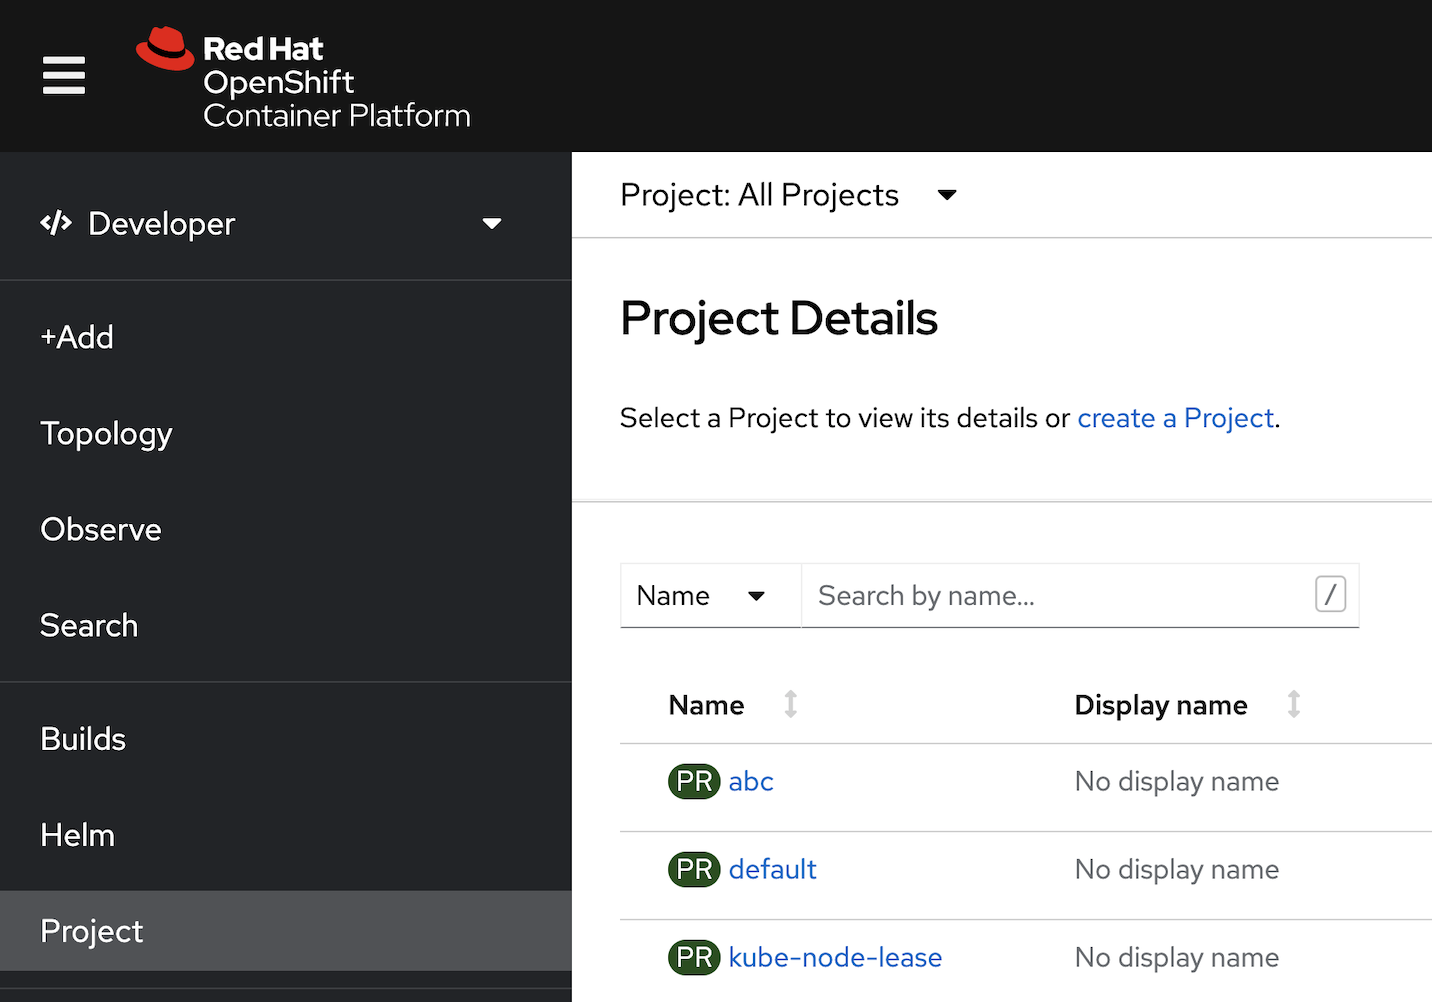 Red Hat
OpenShift
Container Platform
Developer
+Add
Topology
Observe
Search
Builds
Helm
Project
Project: All Projects
Project Details
Select a Project to view its details or create a Project.
Name
Search by name...
/
Name Display name
PR abc No display name
PR default No display name
PR kube-node-lease No display name